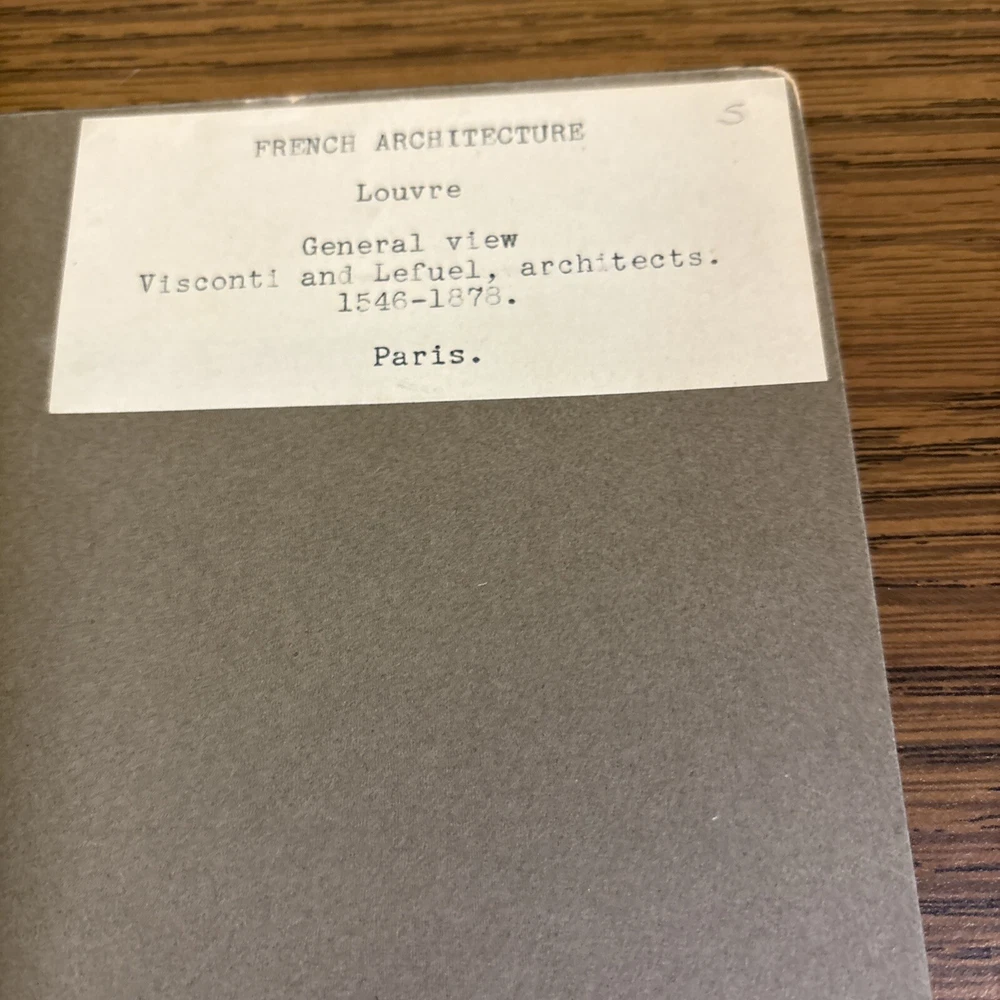 S
FRENCH ARCHITECTURE
Louvre
General view
Visconti and Lefuel, architects.
1546-1878.
Paris.